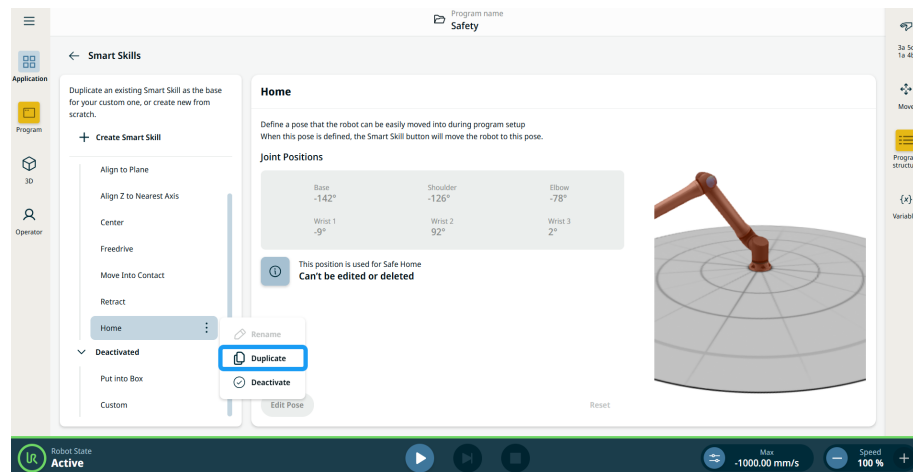 Program name
Safety
Application
Program
3D
Operator
Smart Skills
Duplicate an existing Smart Skill as the base
for your custom one, or create new from
scratch.
Create Smart Skill
Align to Plane
Align Z to Nearest Axis
Center
Freedrive
Move Into Contact
Retract
Home
Deactivated
Put into Box
Custom
Rename
Duplicate
Deactivate
Home
Define a pose that the robot can be easily moved into during program setup
When this pose is defined, the Smart Skill button will move the robot to this pose.
Joint Positions
Base
-142°
Shoulder
-126°
Elbow
-78°
Wrist 1
-9°
Wrist 2
92°
Wrist 3
2°
This position is used for Safe Home
Can't be edited or deleted
Edit Pose
Reset
Move
{x}
Robot State
Active
Max
-1000.00 mm/s
Speed
100 %